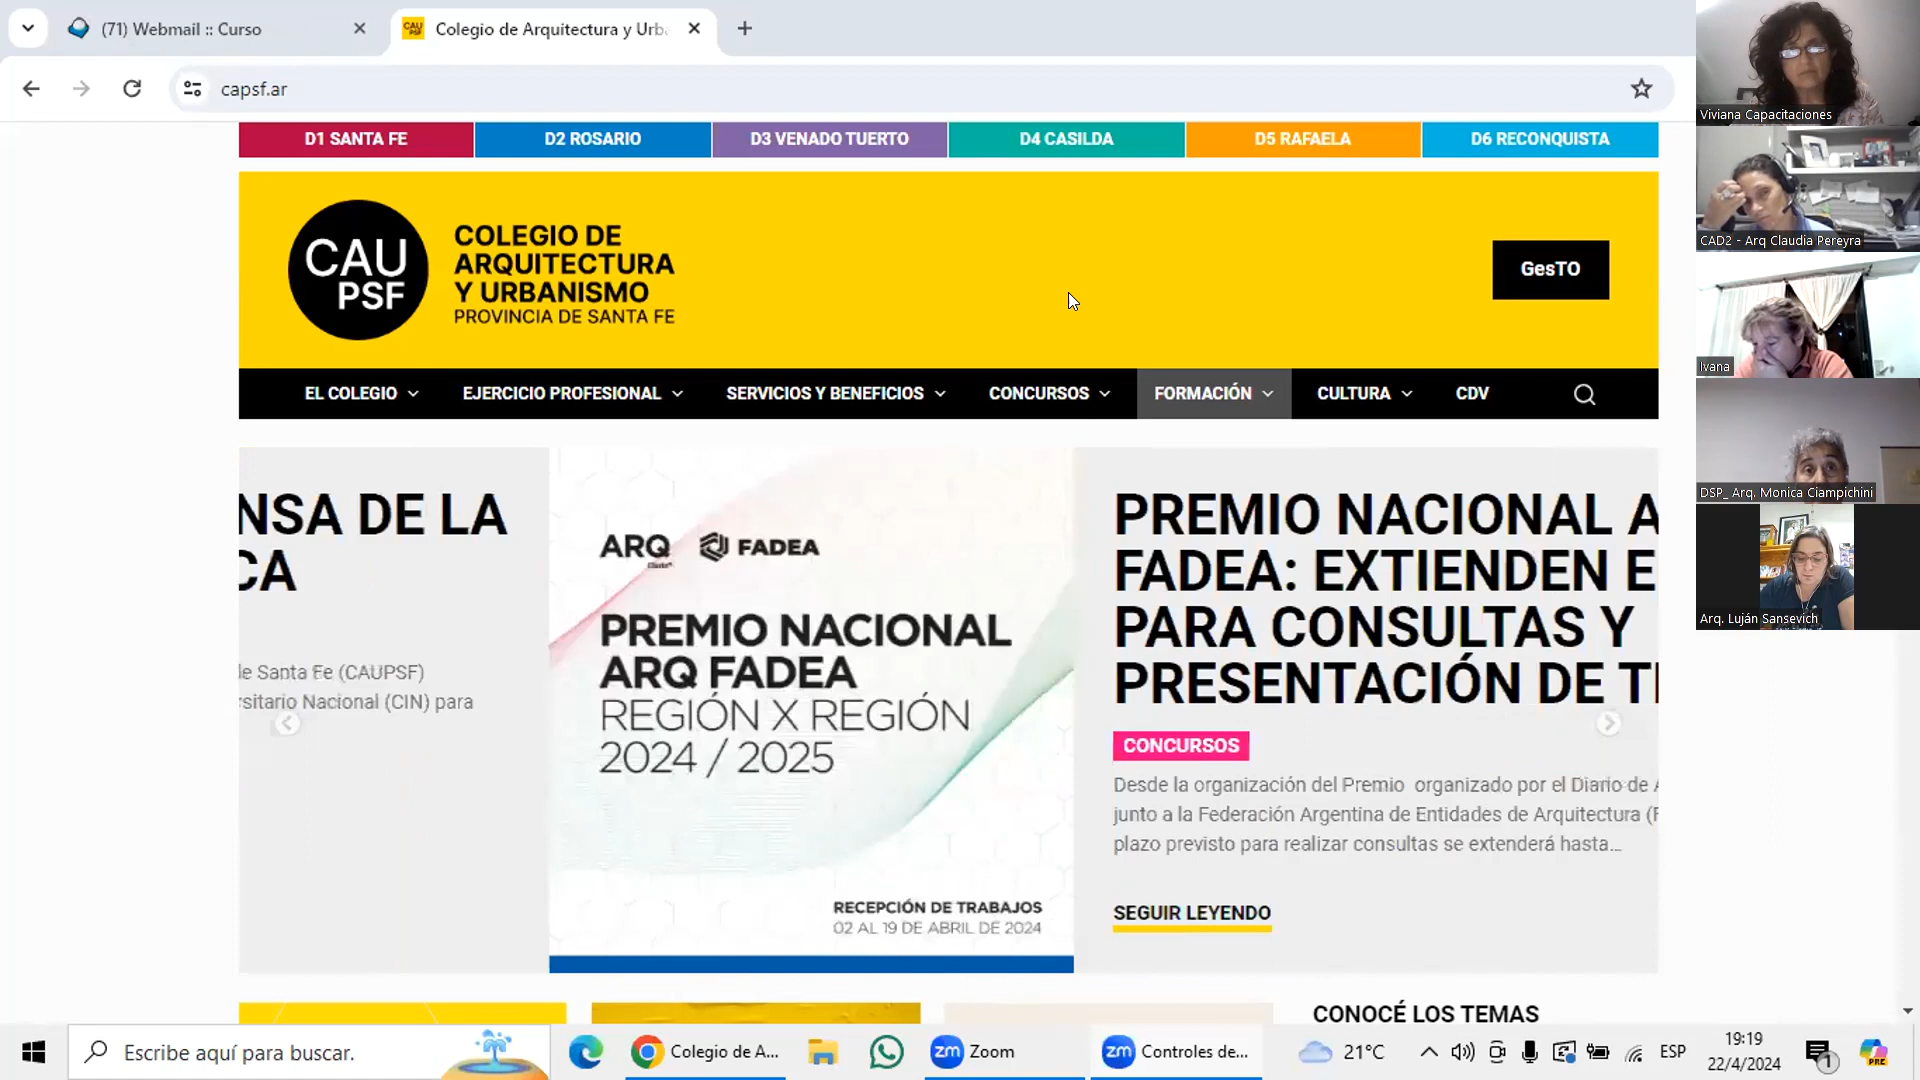 (71) Webmail :: Curso
Colegio de Arquitectura y Urba
capsf.ar
D1 SANTA FE
D2 ROSARIO
D3 VENADO TUERTO
D4 CASILDA
D5 RAFAELA
D6 RECONQUISTA
CAU
PSF
COLEGIO DE
ARQUITECTURA
Y URBANISMO
PROVINCIA DE SANTA FE
GesTO
EL COLEGIO
EJERCICIO PROFESIONAL
SERVICIOS Y BENEFICIOS
CONCURSOS
FORMACIÓN
CULTURA
CDV
NSA DE LA
CA
de Santa Fe (CAUPSF)
sitario Nacional (CIN) para
ARQ
FADEA
PREMIO NACIONAL
ARQ FADEA
REGIÓN X REGIÓN
2024 / 2025
RECEPCIÓN DE TRABAJOS
02 AL 19 DE ABRIL DE 2024
PREMIO NACIONAL A
FADEA: EXTIENDEN E
PARA CONSULTAS Y
PRESENTACIÓN DE T
CONCURSOS
Desde la organización del Premio organizado por el Diario de A
junto a la Federación Argentina de Entidades de Arquitectura (F
plazo previsto para realizar consultas se extenderá hasta...
SEGUIR LEYENDO
CONOCÉ LOS TEMAS
Viviana Capacitaciones
CAD2 - Arq Claudia Pereyra
Ivana
DSP_ Arq. Monica Ciampichini
Arq. Luján Sansevich
Escribe aquí para buscar.
Colegio de A...
zm
Zoom
zm
Controles de...
21°C
ESP
19:19
22/4/2024
1
PRE